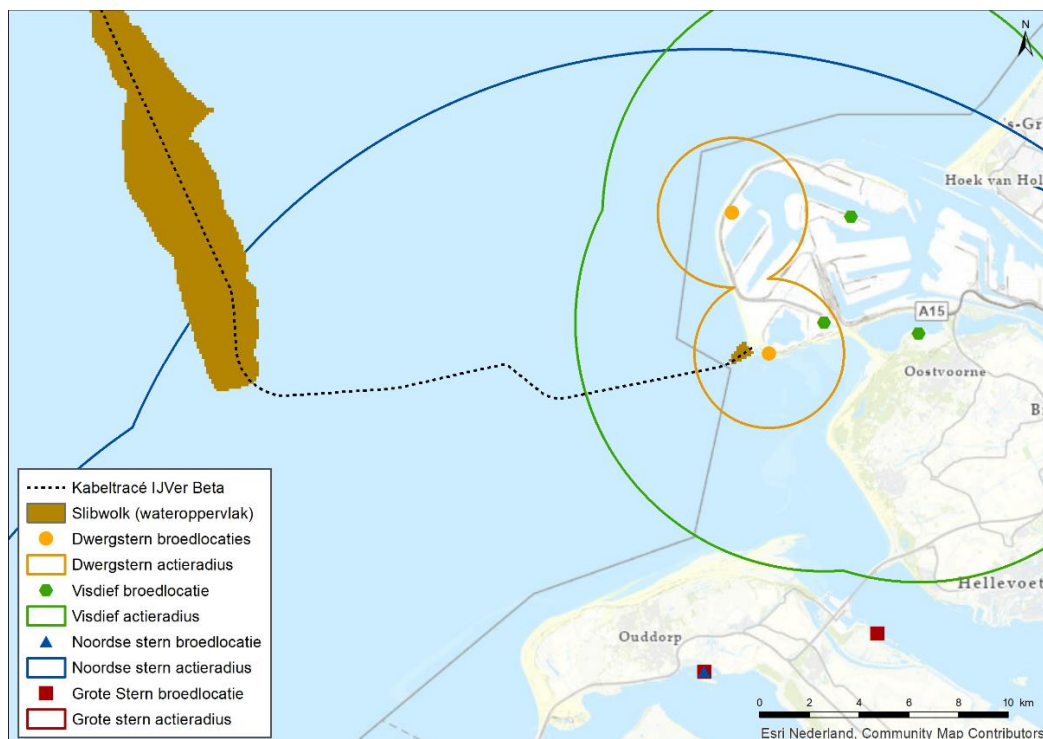 N
's-Gr
Hoek van Hol
A15
Oostvoorne
B
Hellevoet
Ouddorp
Kabeltracé IJVer Beta
Slibwolk (wateroppervlak)
Dwergstern broedlocaties
Dwergstern actieradius
Visdief broedlocatie
Visdief actieradius
Noordse stern broedlocatie
Noordse stern actieradius
Grote Stern broedlocatie
Grote stern actieradius
0 2 4 6 8 10 km
Esri Nederland, Community Map Contributors